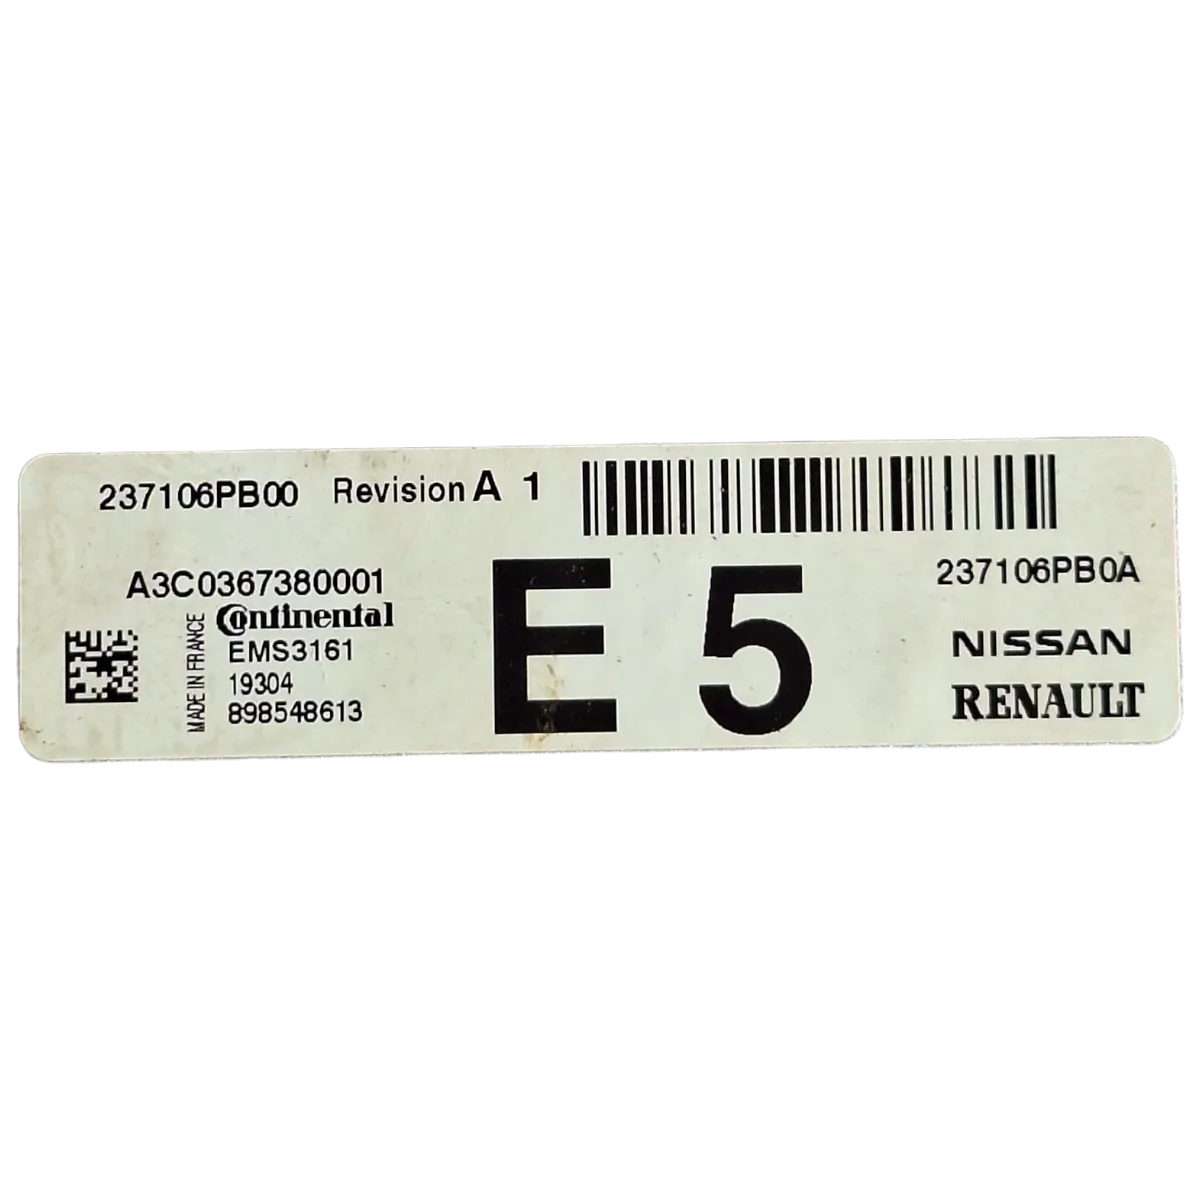 237106PB00 Revision A 1
A3C0367380001
Continental
EMS3161
19304
898548613
MADE IN FRANCE
E 5
237106PB0A
NISSAN
RENAULT